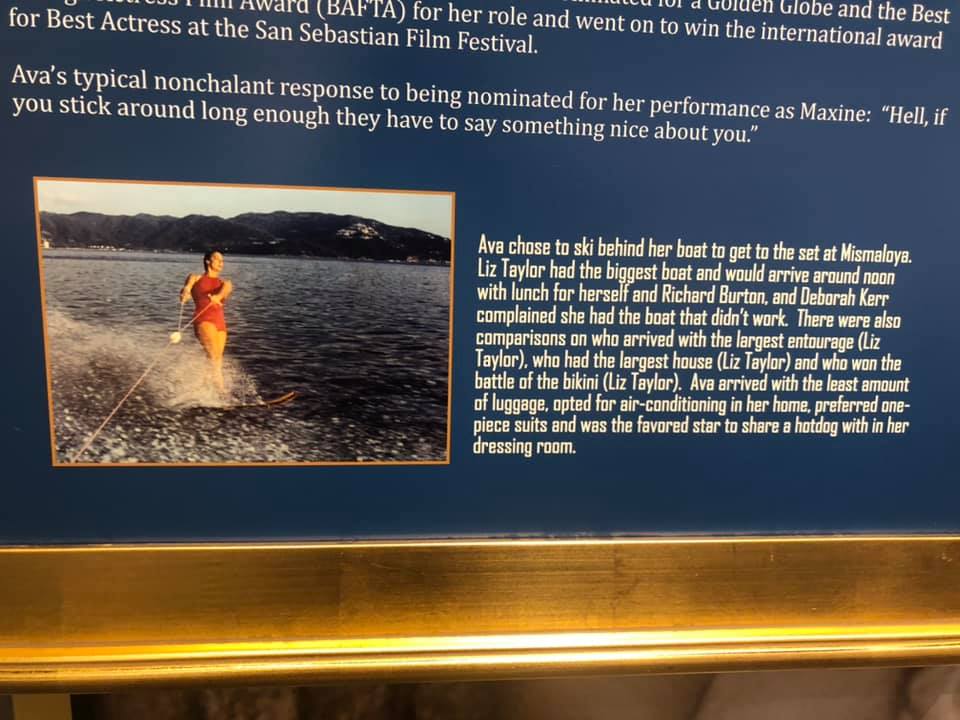 Award (BAFTA) for her role and went on to win the international award
for a Golden Globe and the Best
for Best Actress at the San Sebastian Film Festival.
Ava's typical nonchalant response to being nominated for her performance as Maxine: "Hell, if
you stick around long enough they have to say something nice about you."
Ava chose to ski behind her boat to get to the set at Mismaloya.
Liz Taylor had the biggest boat and would arrive around noon
with lunch for herself and Richard Burton, and Deborah Kerr
complained she had the boat that didn't work. There were also
comparisons on who arrived with the largest entourage (Liz
Taylor), who had the largest house (Liz Taylor) and who won the
battle of the bikini (Liz Taylor). Ava arrived with the least amount
of luggage, opted for air-conditioning in her home, preferred one-
piece suits and was the favored star to share a hotdog with in her
dressing room.